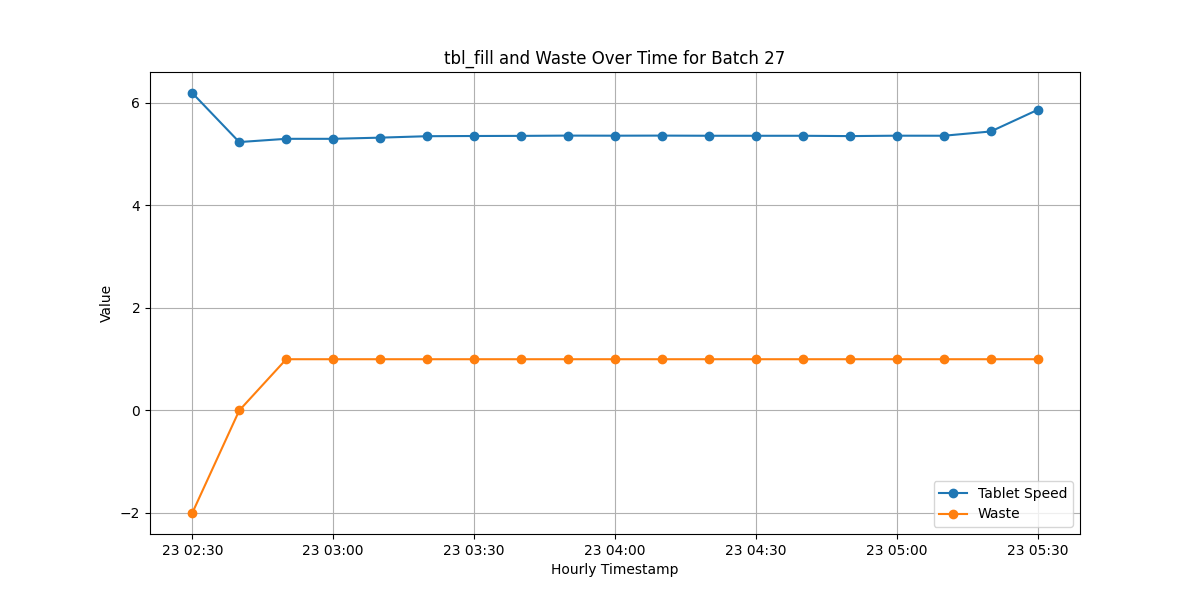 tbl_fill and Waste Over Time for Batch 27
6
4
2
0
−2
Value
23 02:30 23 03:00 23 03:30 23 04:00 23 04:30 23 05:00 23 05:30
Hourly Timestamp
Tablet Speed
Waste